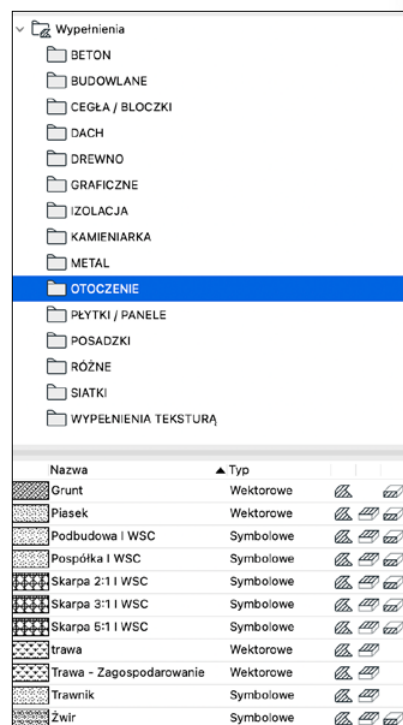 Wypełnienia
BETON
BUDOWLANE
CEGŁA / BLOCZKI
DACH
DREWNO
GRAFICZNE
IZOLACJA
KAMIENIARKA
METAL
OTOCZENIE
PŁYTKI / PANELE
POSADZKI
RÓŻNE
SIATKI
WYPEŁNIENIA TEKSTURĄ
Nazwa ▲ Typ
Grunt Wektorowe
Piasek Wektorowe
Podbudowa I WSC Symbolowe
Pospółka I WSC Symbolowe
Skarpa 2:1 I WSC Symbolowe
Skarpa 3:1 I WSC Symbolowe
Skarpa 5:1 I WSC Symbolowe
trawa Wektorowe
Trawa - Zagospodarowanie Wektorowe
Trawnik Symbolowe
Żwir Symbolowe